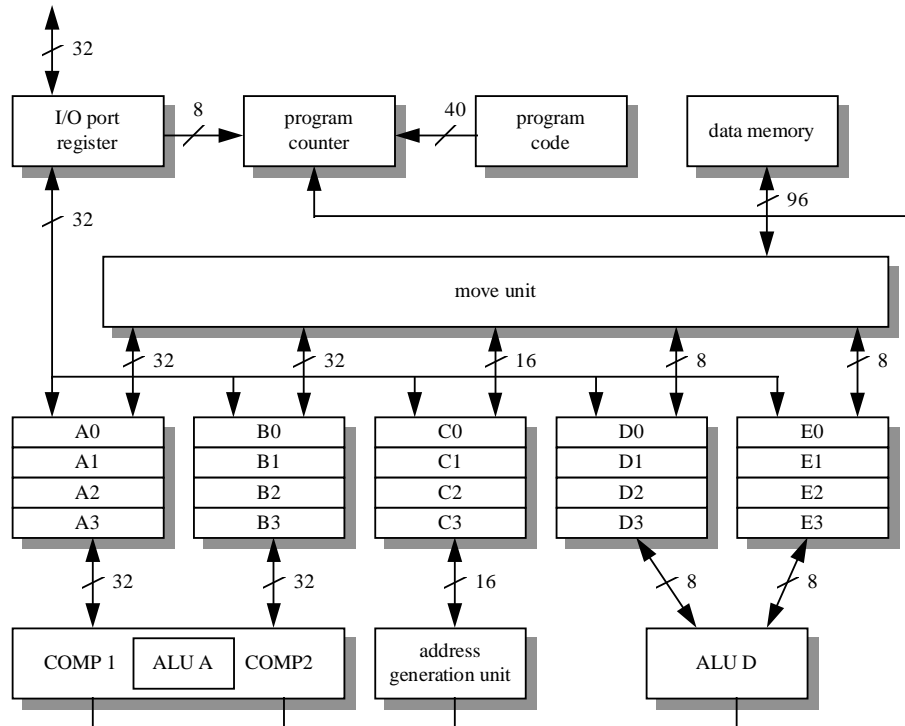 32
I/O port
register
8
program
counter
40
program
code
data memory
32
96
move unit
32
32
16
8
8
A0
A1
A2
A3
B0
B1
B2
B3
C0
C1
C2
C3
D0
D1
D2
D3
E0
E1
E2
E3
32
32
16
8
8
COMP 1
ALU A
COMP2
address
generation unit
ALU D